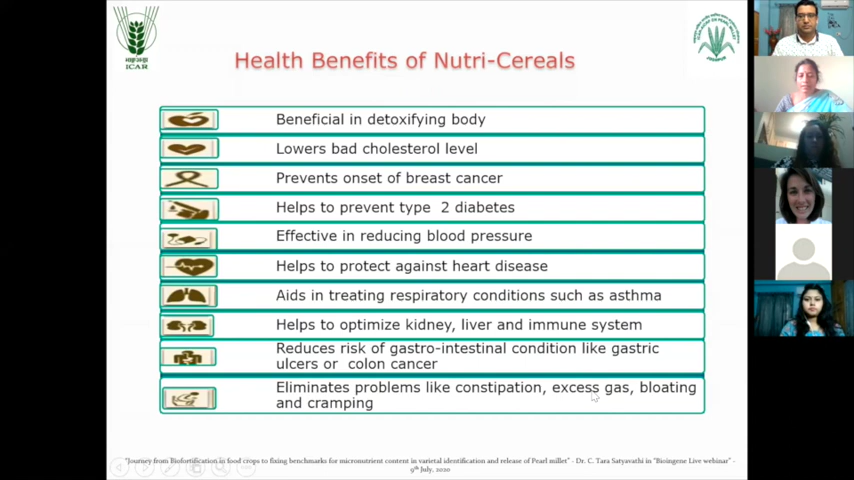 Health Benefits of Nutri-Cereals
ICAR
Beneficial in detoxifying body
Lowers bad cholesterol level
Prevents onset of breast cancer
Helps to prevent type 2 diabetes
Effective in reducing blood pressure
Helps to protect against heart disease
Aids in treating respiratory conditions such as asthma
Helps to optimize kidney, liver and immune system
Reduces risk of gastro-intestinal condition like gastric
ulcers or colon cancer
Eliminates problems like constipation, excess gas, bloating
and cramping
"Journey from Biofortification in food crops to fixing benchmarks for micronutrient content in varietal identification and release of Pearl millet" - Dr. C. Tara Satyavathi in "Bioingene Live webinar" -
9th July, 2020